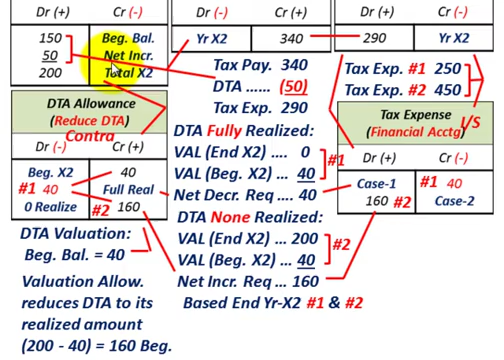 Dr (+) Cr (-)
150 Beg. Bal.
50 Net Incr.
200 Total X2
Dr (-) Cr (+)
Yr X2 340
Dr (+) Cr (-)
290 Yr X2
Tax Pay. 340
DTA ...... (50)
Tax Exp. 290
Tax Exp. #1 250
Tax Exp. #2 450
DTA Allowance
(Reduce DTA)
Contra
Dr (-) Cr (+)
Beg. X2 40
#1 40 Full Real
0 Realize #2 160
Tax Expense I/S
(Financial Acctg)
Dr (+) Cr (-)
Case-1 #1 40
160 #2 Case-2
DTA Fully Realized:
VAL (End X2) .... 0
VAL (Beg. X2) ... 40 #1
Net Decr. Req .... 40
DTA None Realized:
VAL (End X2) ... 200
VAL (Beg. X2) ... 40 #2
Net Incr. Req ... 160
Based End Yr-X2 #1 & #2
DTA Valuation:
Beg. Bal. = 40
Valuation Allow.
reduces DTA to its
realized amount
(200 - 40) = 160 Beg.